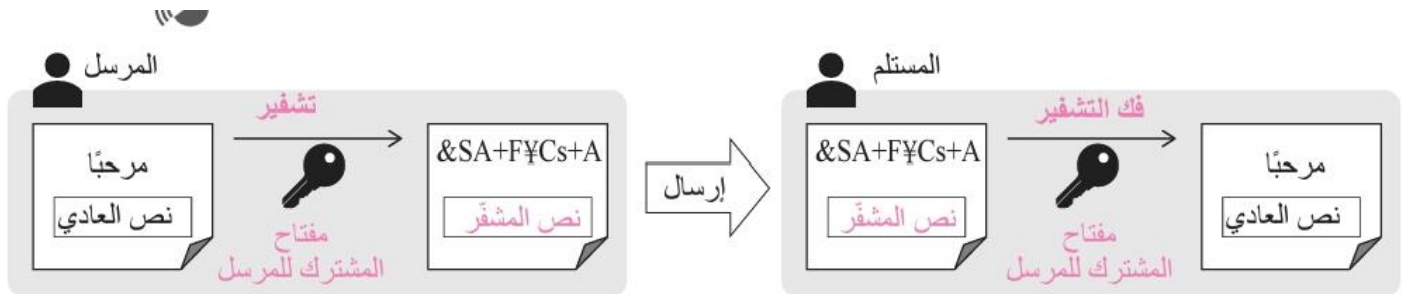 المرسل
تشفير
مرحبًا
نص العادي
مفتاح
المشترك للمرسل
&SA+F¥Cs+A
نص المشفّر
إرسال
المستلم
فك التشفير
&SA+F¥Cs+A
نص المشفّر
مفتاح
المشترك للمرسل
مرحبًا
نص العادي